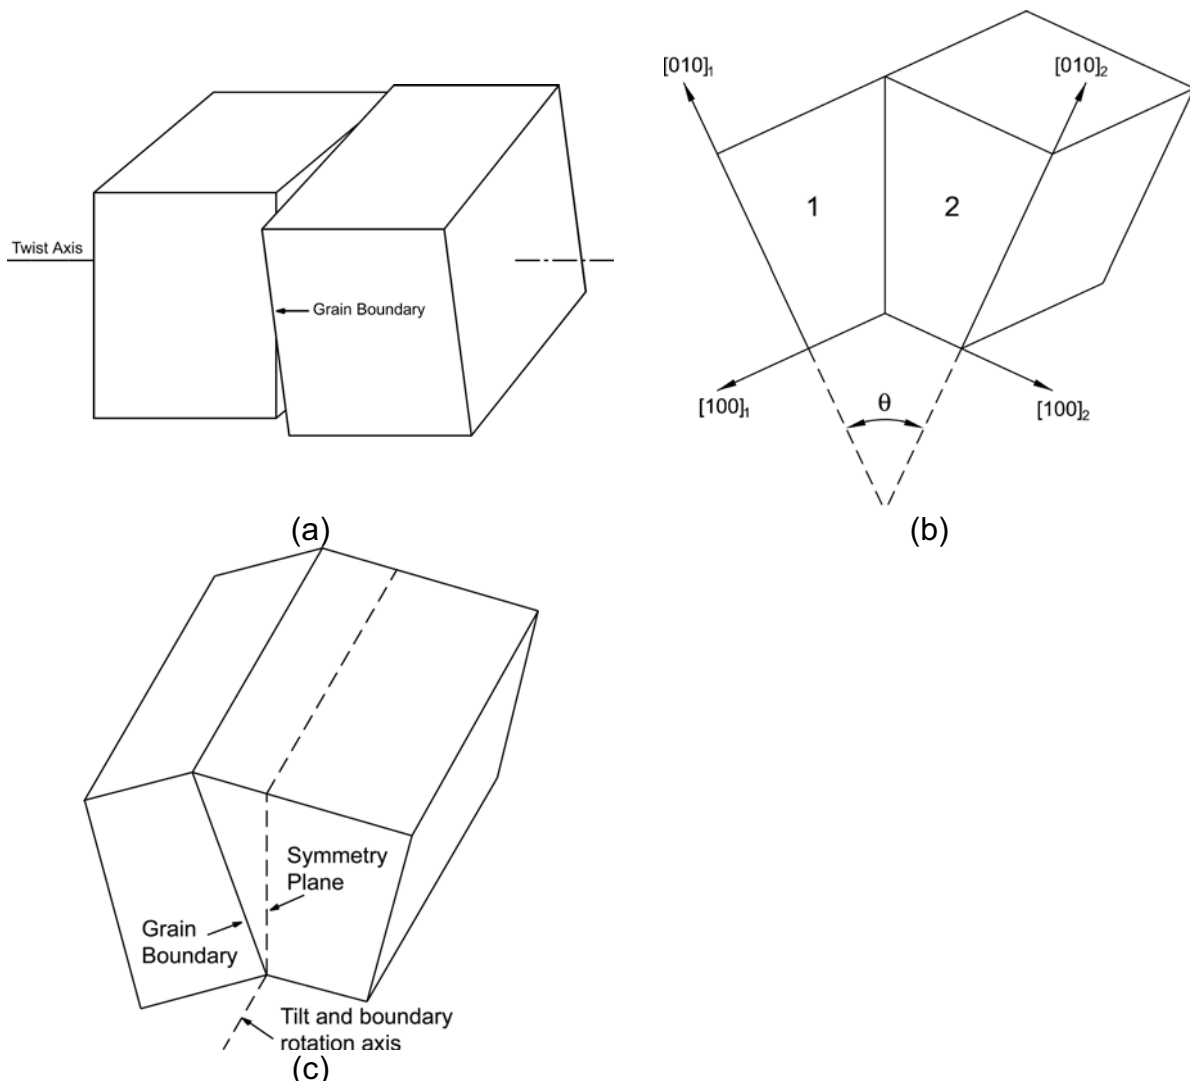 [010]₁
[010]₂
Twist Axis
1
2
Grain Boundary
[100]₁
θ
[100]₂
(a)
(b)
Symmetry
Plane
Grain
Boundary
Tilt and boundary
rotation axis
(c)